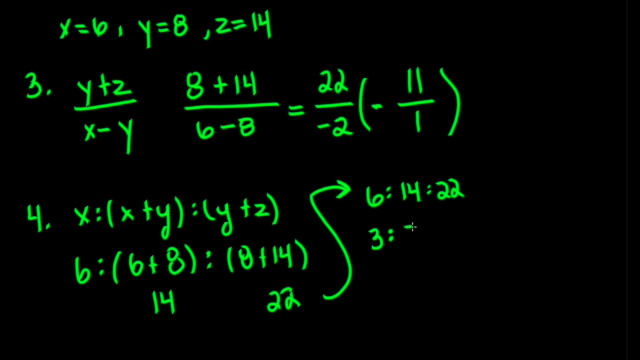 x=6, y=8, z=14
3. (y+z)/(x-y) (8+14)/(6-8) = 22/-2 (- 11/1)
4. x:(x+y):(y+z)
6:(6+8):(8+14)
14 22
6:14:22
3: